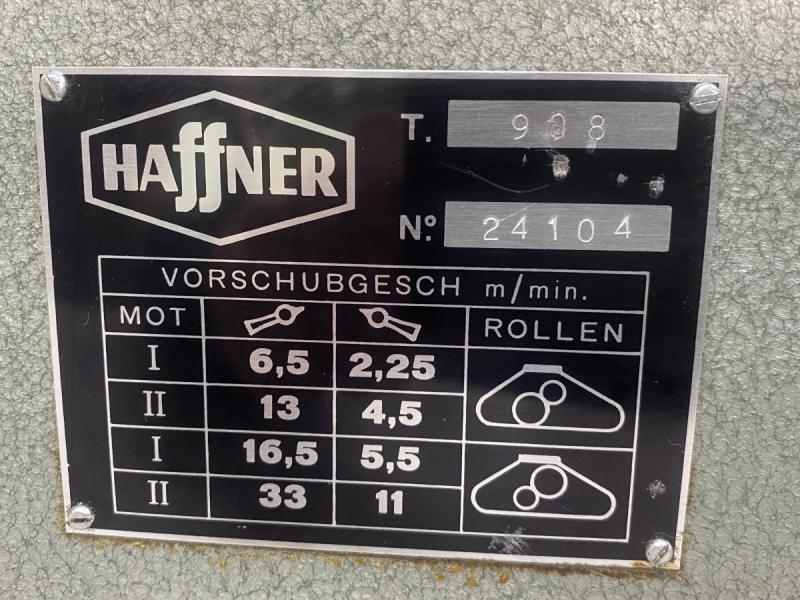 HAFFNER
T. 908
Nº. 24104
VORSCHUBGESCH m/min.
MOT ROLLEN
I 6,5 2,25
II 13 4,5
I 16,5 5,5
II 33 11